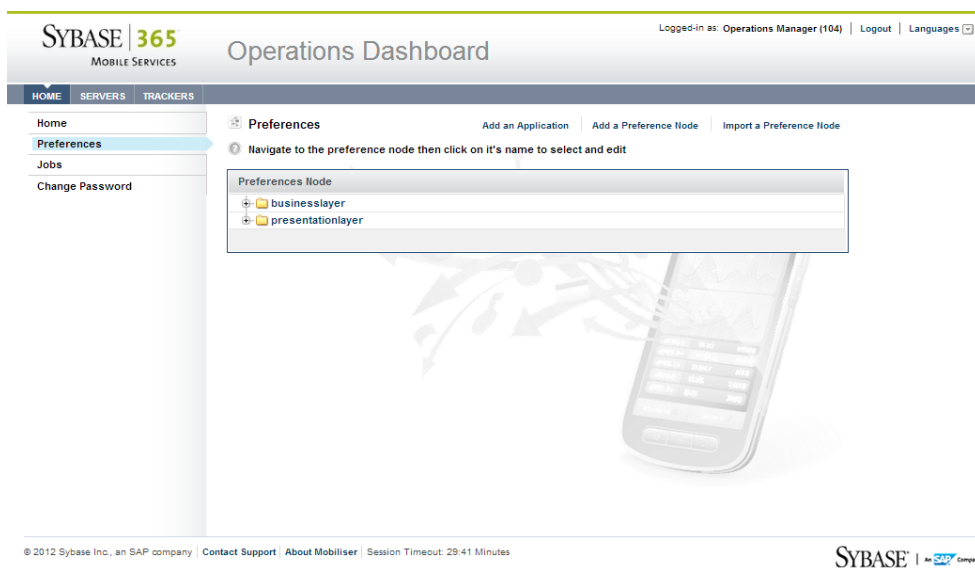 SYBASE 365
MOBILE SERVICES
Operations Dashboard
Logged-in as: Operations Manager (104) | Logout | Languages
HOME SERVERS TRACKERS
Home
Preferences
Jobs
Change Password
Preferences
Add an Application
Add a Preference Node
Import a Preference Node
Navigate to the preference node then click on it's name to select and edit
Preferences Node
businesslayer
presentationlayer
© 2012 Sybase Inc., an SAP company | Contact Support | About Mobiliser | Session Timeout: 29:41 Minutes
SYBASE | An SAP